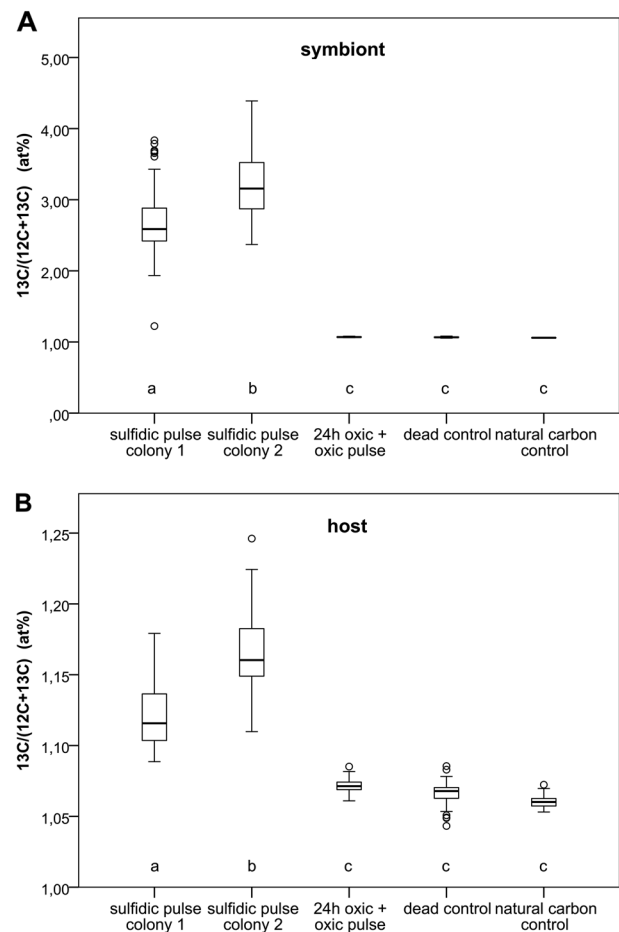 A
symbiont
13C/(12C+13C) (at%)
5,00
4,00
3,00
2,00
1,00
,00
a b c c c
sulfidic pulse colony 1
sulfidic pulse colony 2
24h oxic + oxic pulse
dead control
natural carbon control
B
host
13C/(12C+13C) (at%)
1,25
1,20
1,15
1,10
1,05
1,00
a b c c c
sulfidic pulse colony 1
sulfidic pulse colony 2
24h oxic + oxic pulse
dead control
natural carbon control